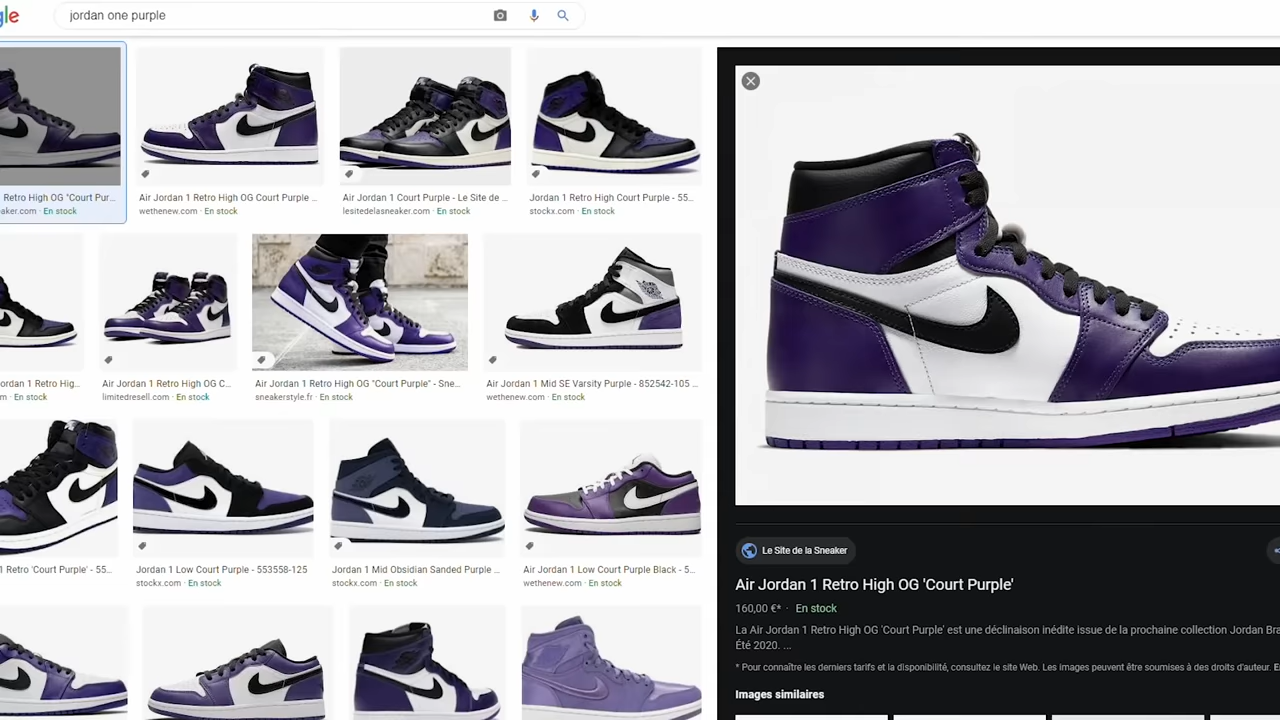 gle
jordan one purple
Retro High OG "Court Pur...
aker.com · En stock
Air Jordan 1 Retro High OG Court Purple ...
wethenew.com · En stock
Air Jordan 1 Court Purple - Le Site de ...
lesitedelasneaker.com · En stock
Jordan 1 Retro High Court Purple - 55...
stockx.com · En stock
ordan 1 Retro Hig...
m · En stock
Air Jordan 1 Retro High OG C...
limitedresell.com · En stock
Air Jordan 1 Retro High OG "Court Purple" - Sne...
sneakerstyle.fr · En stock
Air Jordan 1 Mid SE Varsity Purple - 852542-105 ...
wethenew.com · En stock
1 Retro 'Court Purple' - 55...
m · En stock
Jordan 1 Low Court Purple - 553558-125
stockx.com · En stock
Jordan 1 Mid Obsidian Sanded Purple ...
stockx.com · En stock
Air Jordan 1 Low Court Purple Black - 5...
wethenew.com · En stock
Le Site de la Sneaker
Air Jordan 1 Retro High OG 'Court Purple'
160,00 €* · En stock
La Air Jordan 1 Retro High OG 'Court Purple' est une déclinaison inédite issue de la prochaine collection Jordan Bra
Été 2020. ...
* Pour connaître les derniers tarifs et la disponibilité, consultez le site Web. Les images peuvent être soumises à des droits d'auteur. E
Images similaires